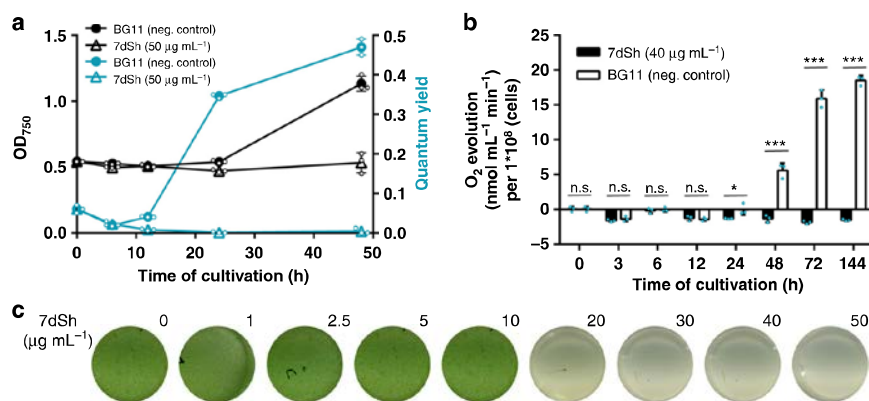 a
BG11 (neg. control)
7dSh (50 µg mL⁻¹)
BG11 (neg. control)
7dSh (50 µg mL⁻¹)
OD₇₅₀
1.5
1.0
0.5
0.0
Quantum yield
0.5
0.4
0.3
0.2
0.1
0.0
0 10 20 30 40 50
Time of cultivation (h)
b
7dSh (40 µg mL⁻¹)
BG11 (neg. control)
O₂ evolution
(nmol mL⁻¹ min⁻¹)
per 1*10⁸ (cells)
25
20
15
10
5
0
−5
n.s. n.s. n.s. n.s. * *** *** ***
0 3 6 12 24 48 72 144
Time of cultivation (h)
c
7dSh 0 1 2.5 5 10 20 30 40 50
(µg mL⁻¹)